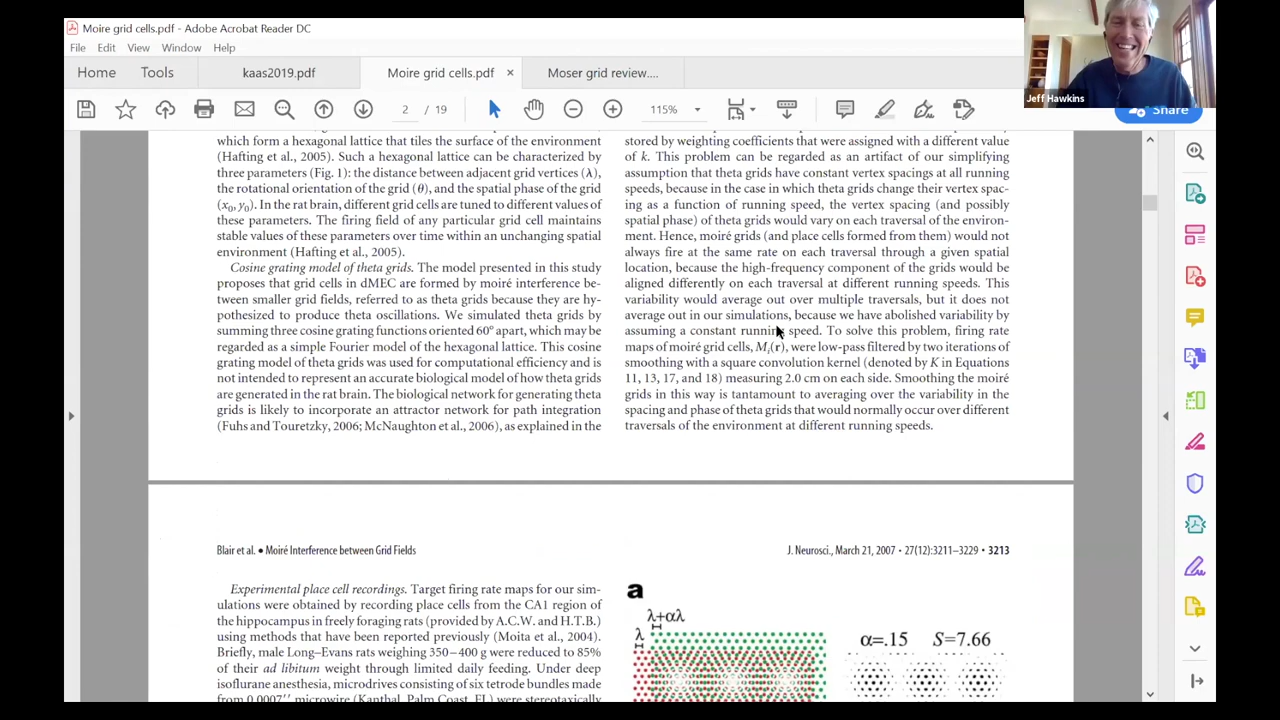 Moire grid cells.pdf - Adobe Acrobat Reader DC
File Edit View Window Help
Home Tools kaas2019.pdf Moire grid cells.pdf × Moser grid review....
2 / 19 115%
Share
Jeff Hawkins
which form a hexagonal lattice that tiles the surface of the environment
(Hafting et al., 2005). Such a hexagonal lattice can be characterized by
three parameters (Fig. 1): the distance between adjacent grid vertices (λ),
the rotational orientation of the grid (θ), and the spatial phase of the grid
(x₀, y₀). In the rat brain, different grid cells are tuned to different values of
these parameters. The firing field of any particular grid cell maintains
stable values of these parameters over time within an unchanging spatial
environment (Hafting et al., 2005).
Cosine grating model of theta grids. The model presented in this study
proposes that grid cells in dMEC are formed by moiré interference be-
tween smaller grid fields, referred to as theta grids because they are hy-
pothesized to produce theta oscillations. We simulated theta grids by
summing three cosine grating functions oriented 60° apart, which may be
regarded as a simple Fourier model of the hexagonal lattice. This cosine
grating model of theta grids was used for computational efficiency and is
not intended to represent an accurate biological model of how theta grids
are generated in the rat brain. The biological network for generating theta
grids is likely to incorporate an attractor network for path integration
(Fuhs and Touretzky, 2006; McNaughton et al., 2006), as explained in the
stored by weighting coefficients that were assigned with a different value
of k. This problem can be regarded as an artifact of our simplifying
assumption that theta grids have constant vertex spacings at all running
speeds, because in the case in which theta grids change their vertex spac-
ing as a function of running speed, the vertex spacing (and possibly
spatial phase) of theta grids would vary on each traversal of the environ-
ment. Hence, moiré grids (and place cells formed from them) would not
always fire at the same rate on each traversal through a given spatial
location, because the high-frequency component of the grids would be
aligned differently on each traversal at different running speeds. This
variability would average out over multiple traversals, but it does not
average out in our simulations, because we have abolished variability by
assuming a constant running speed. To solve this problem, firing rate
maps of moiré grid cells, Mᵢ(r), were low-pass filtered by two iterations of
smoothing with a square convolution kernel (denoted by K in Equations
11, 13, 17, and 18) measuring 2.0 cm on each side. Smoothing the moiré
grids in this way is tantamount to averaging over the variability in the
spacing and phase of theta grids that would normally occur over different
traversals of the environment at different running speeds.
Blair et al. • Moiré Interference between Grid Fields
J. Neurosci., March 21, 2007 • 27(12):3211–3229 • 3213
Experimental place cell recordings. Target firing rate maps for our sim-
ulations were obtained by recording place cells from the CA1 region of
the hippocampus in freely foraging rats (provided by A.C.W. and H.T.B.)
using methods that have been reported previously (Moita et al., 2004).
Briefly, male Long–Evans rats weighing 350–400 g were reduced to 85%
of their ad libitum weight through limited daily feeding. Under deep
isoflurane anesthesia, microdrives consisting of six tetrode bundles made
from 0.0007″ microwire (Kanthal, Palm Coast, FL) were stereotaxically
a
λ+αλ
λ
α=.15 S=7.66